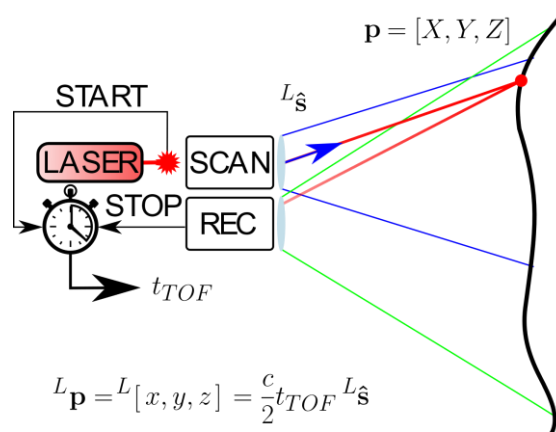 p = [X, Y, Z]
START
L ŝ
LASER
SCAN
STOP
REC
t_TOF
^L p = ^L [x, y, z] = c/2 t_TOF ^L ŝ